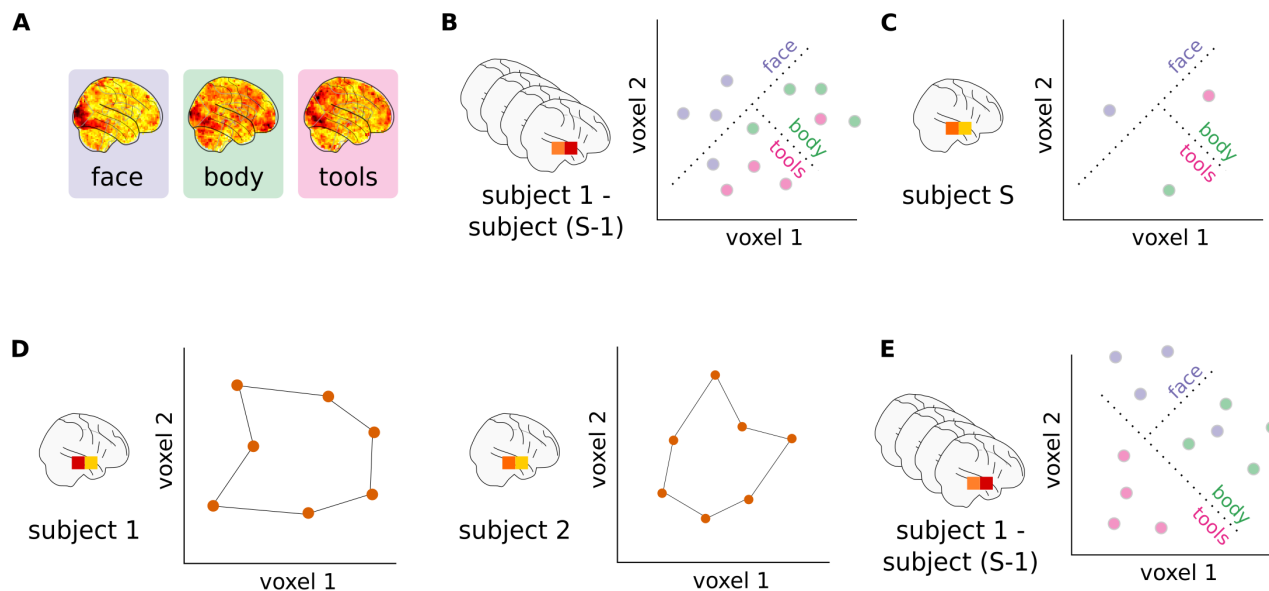 A
face
body
tools
B
subject 1 -
subject (S-1)
voxel 2
face
body
tools
voxel 1
C
subject S
voxel 2
face
body
tools
voxel 1
D
subject 1
voxel 2
voxel 1
subject 2
voxel 2
voxel 1
E
subject 1 -
subject (S-1)
voxel 2
face
body
tools
voxel 1